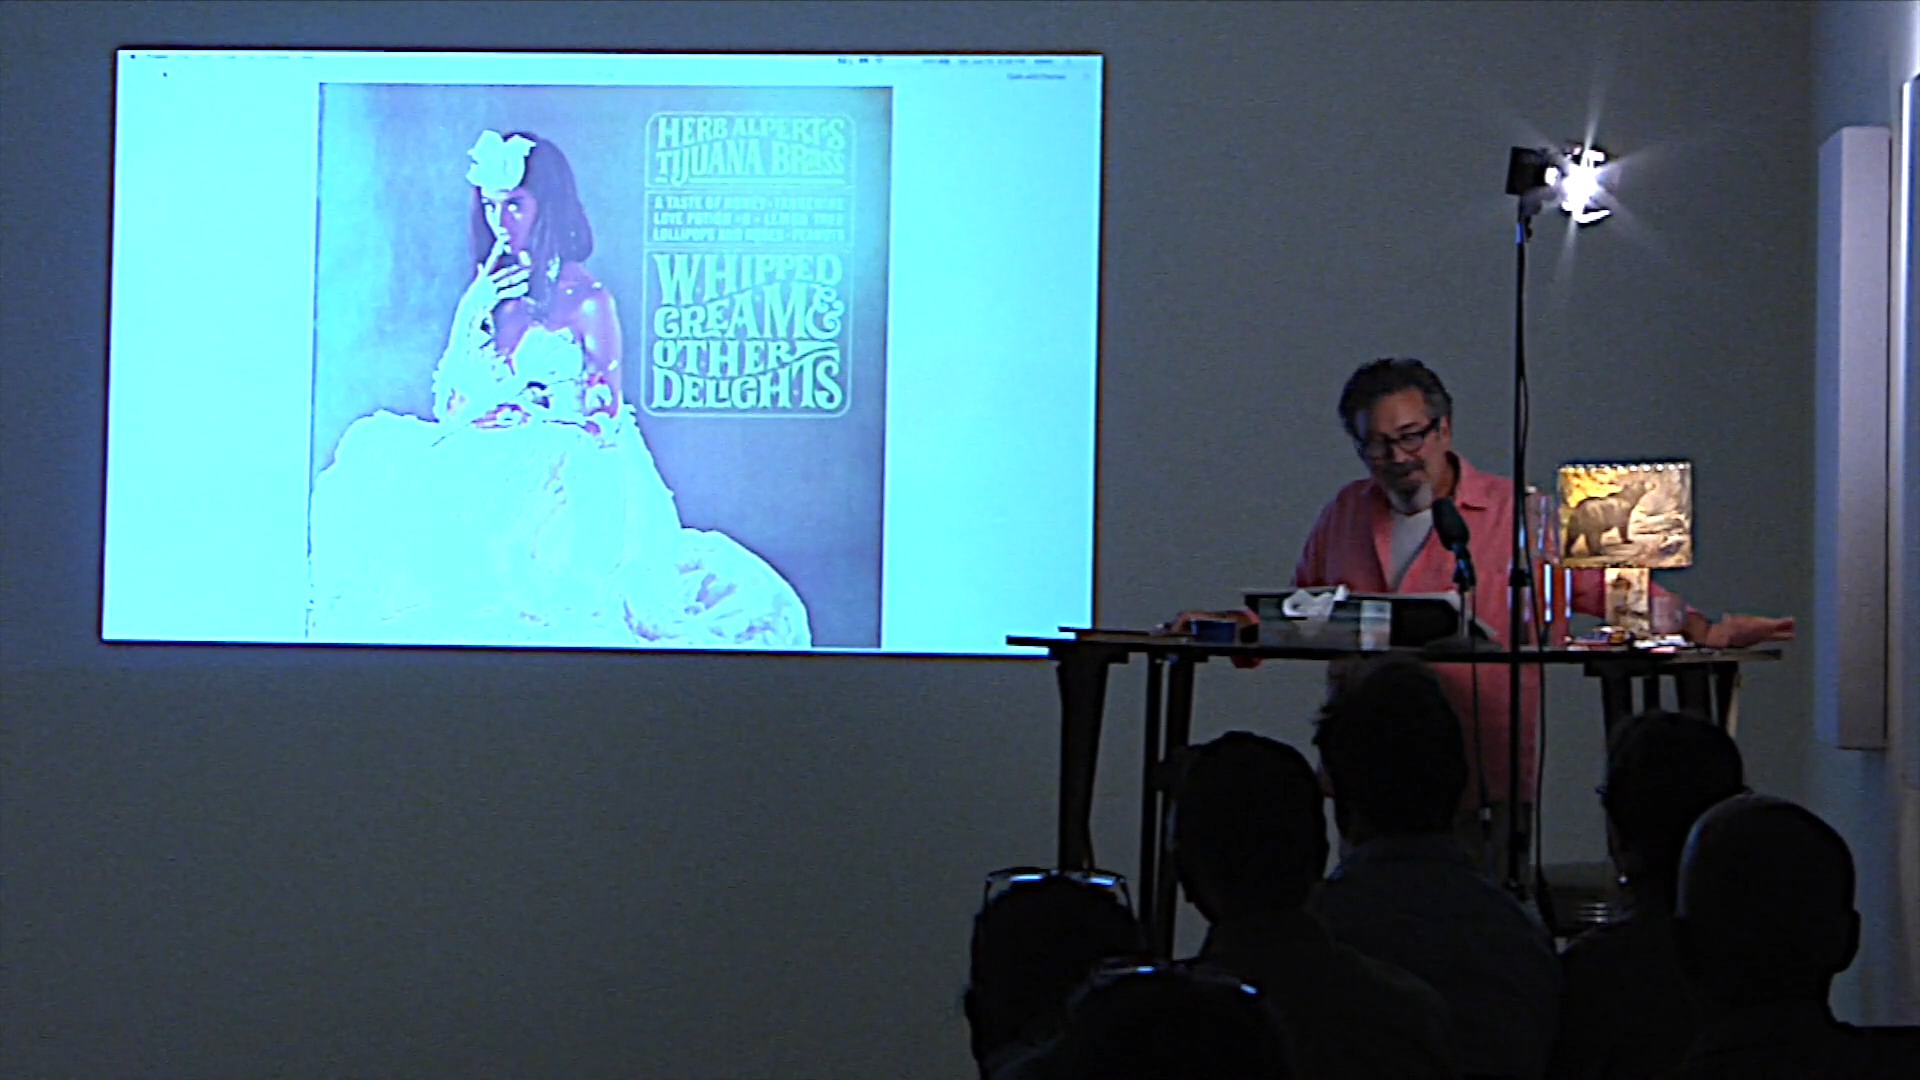 HERB ALPERT'S
TIJUANA BRASS
A TASTE OF HONEY • TANGERINE
LOVE POTION #9 • LEMON TREE
LOLLIPOPS AND ROSES • PEANUTS
WHIPPED
CREAM &
OTHER
DELIGHTS